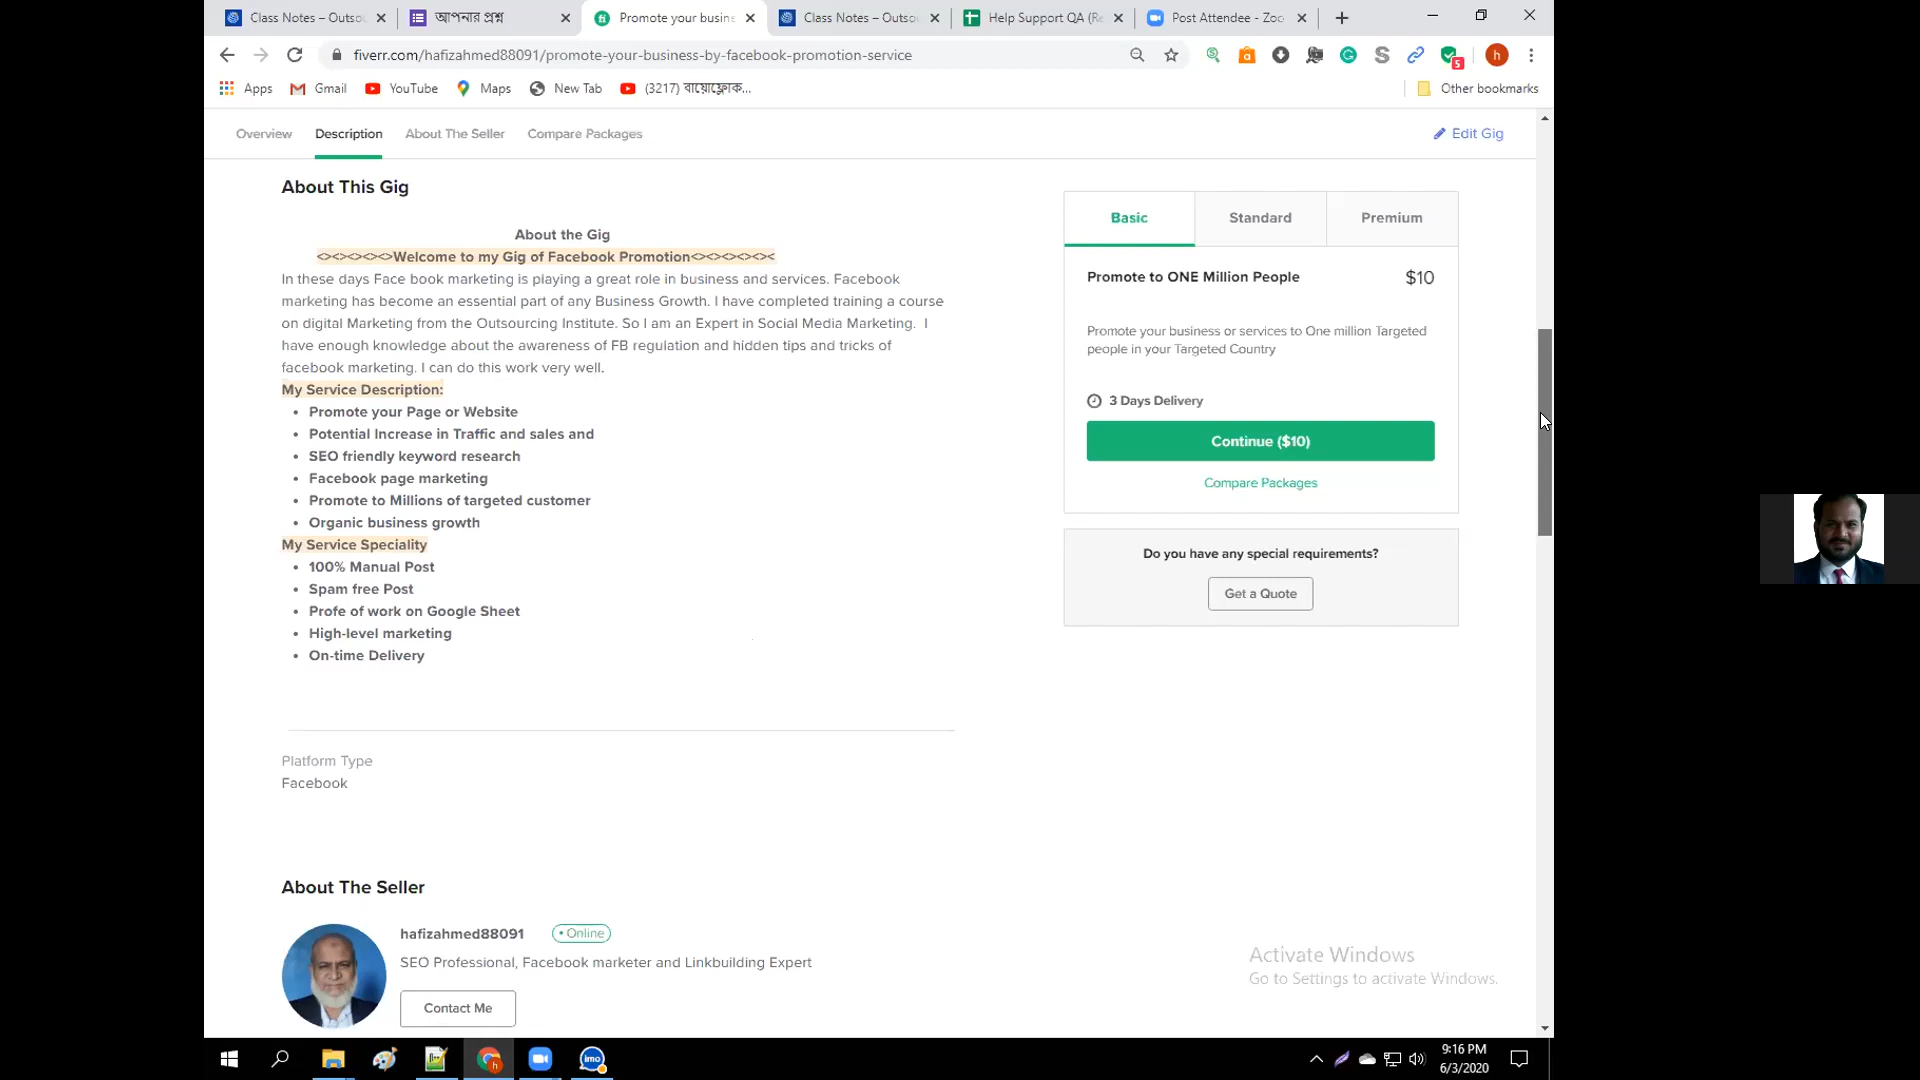 Class Notes – Outso
আপনার প্রশ্ন
Promote your busin
Class Notes – Outso
Help Support QA (Re
Post Attendee - Zoo
fiverr.com/hafizahmed88091/promote-your-business-by-facebook-promotion-service
5
h
Apps
Gmail
YouTube
Maps
New Tab
(3217) বায়োফ্লোক...
Other bookmarks
Overview
Description
About The Seller
Compare Packages
Edit Gig
About This Gig
About the Gig
<><><><><>Welcome to my Gig of Facebook Promotion<><><><><><
In these days Face book marketing is playing a great role in business and services. Facebook
marketing has become an essential part of any Business Growth. I have completed training a course
on digital Marketing from the Outsourcing Institute. So I am an Expert in Social Media Marketing. I
have enough knowledge about the awareness of FB regulation and hidden tips and tricks of
facebook marketing. I can do this work very well.
My Service Description:
• Promote your Page or Website
• Potential Increase in Traffic and sales and
• SEO friendly keyword research
• Facebook page marketing
• Promote to Millions of targeted customer
• Organic business growth
My Service Speciality
• 100% Manual Post
• Spam free Post
• Profe of work on Google Sheet
• High-level marketing
• On-time Delivery
Platform Type
Facebook
About The Seller
hafizahmed88091
• Online
SEO Professional, Facebook marketer and Linkbuilding Expert
Contact Me
Basic
Standard
Premium
Promote to ONE Million People
$10
Promote your business or services to One million Targeted
people in your Targeted Country
3 Days Delivery
Continue ($10)
Compare Packages
Do you have any special requirements?
Get a Quote
Activate Windows
Go to Settings to activate Windows.
h
imo
9:16 PM
6/3/2020